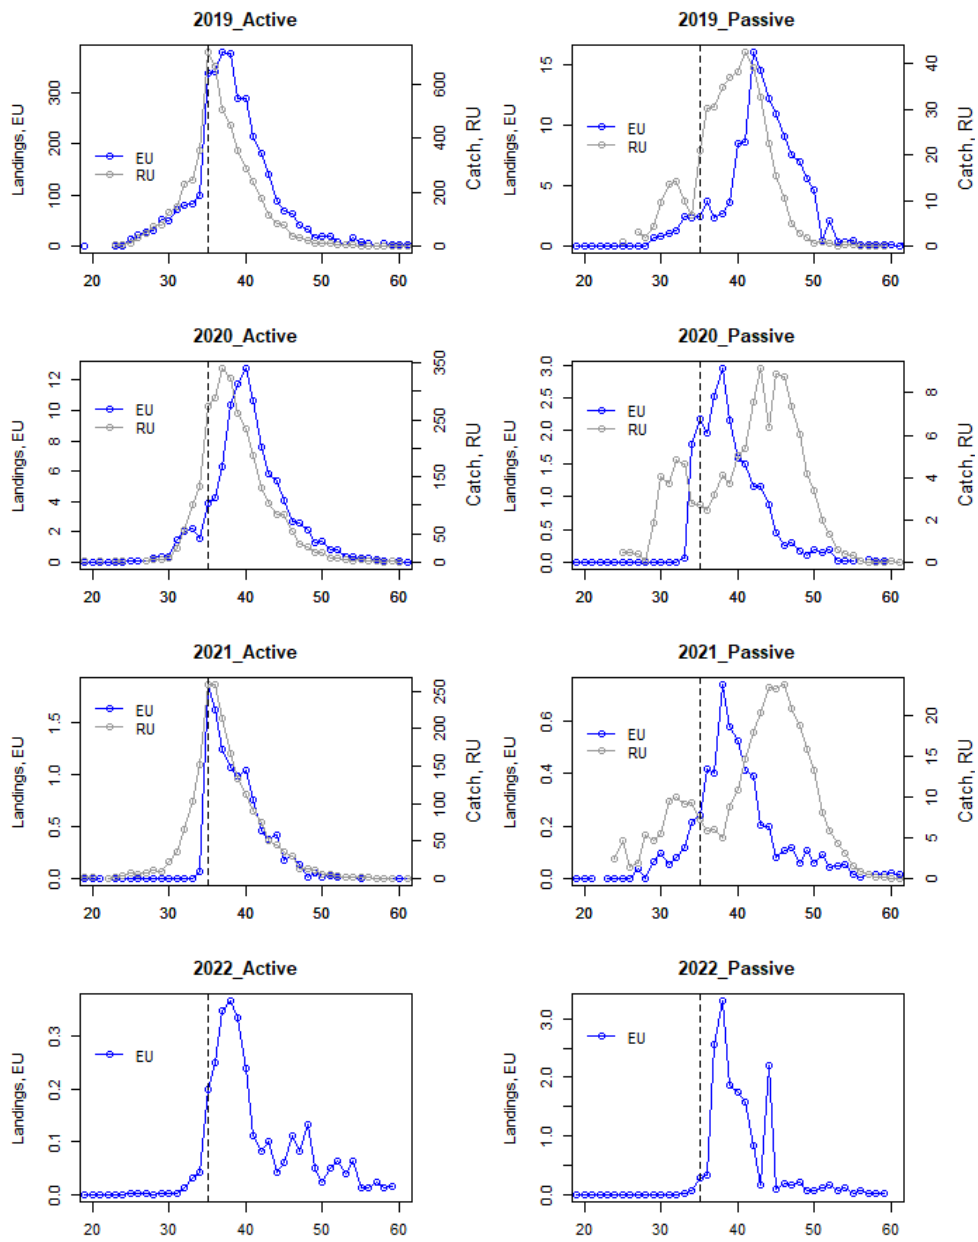 2019_Active
Landings, EU
0 100 200 300
EU
RU
0 200 400 600
Catch, RU
20 30 40 50 60
2019_Passive
Landings, EU
0 5 10 15
EU
RU
0 10 20 30 40
Catch, RU
20 30 40 50 60
2020_Active
Landings, EU
0 2 4 6 8 10 12
EU
RU
0 50 150 250 350
Catch, RU
20 30 40 50 60
2020_Passive
Landings, EU
0.0 0.5 1.0 1.5 2.0 2.5 3.0
EU
RU
0 2 4 6 8
Catch, RU
20 30 40 50 60
2021_Active
Landings, EU
0.0 0.5 1.0 1.5
EU
RU
0 50 100 150 200 250
Catch, RU
20 30 40 50 60
2021_Passive
Landings, EU
0.0 0.2 0.4 0.6
EU
RU
0 5 10 15 20
Catch, RU
20 30 40 50 60
2022_Active
Landings, EU
0.0 0.1 0.2 0.3
EU
20 30 40 50 60
2022_Passive
Landings, EU
0.0 1.0 2.0 3.0
EU
20 30 40 50 60